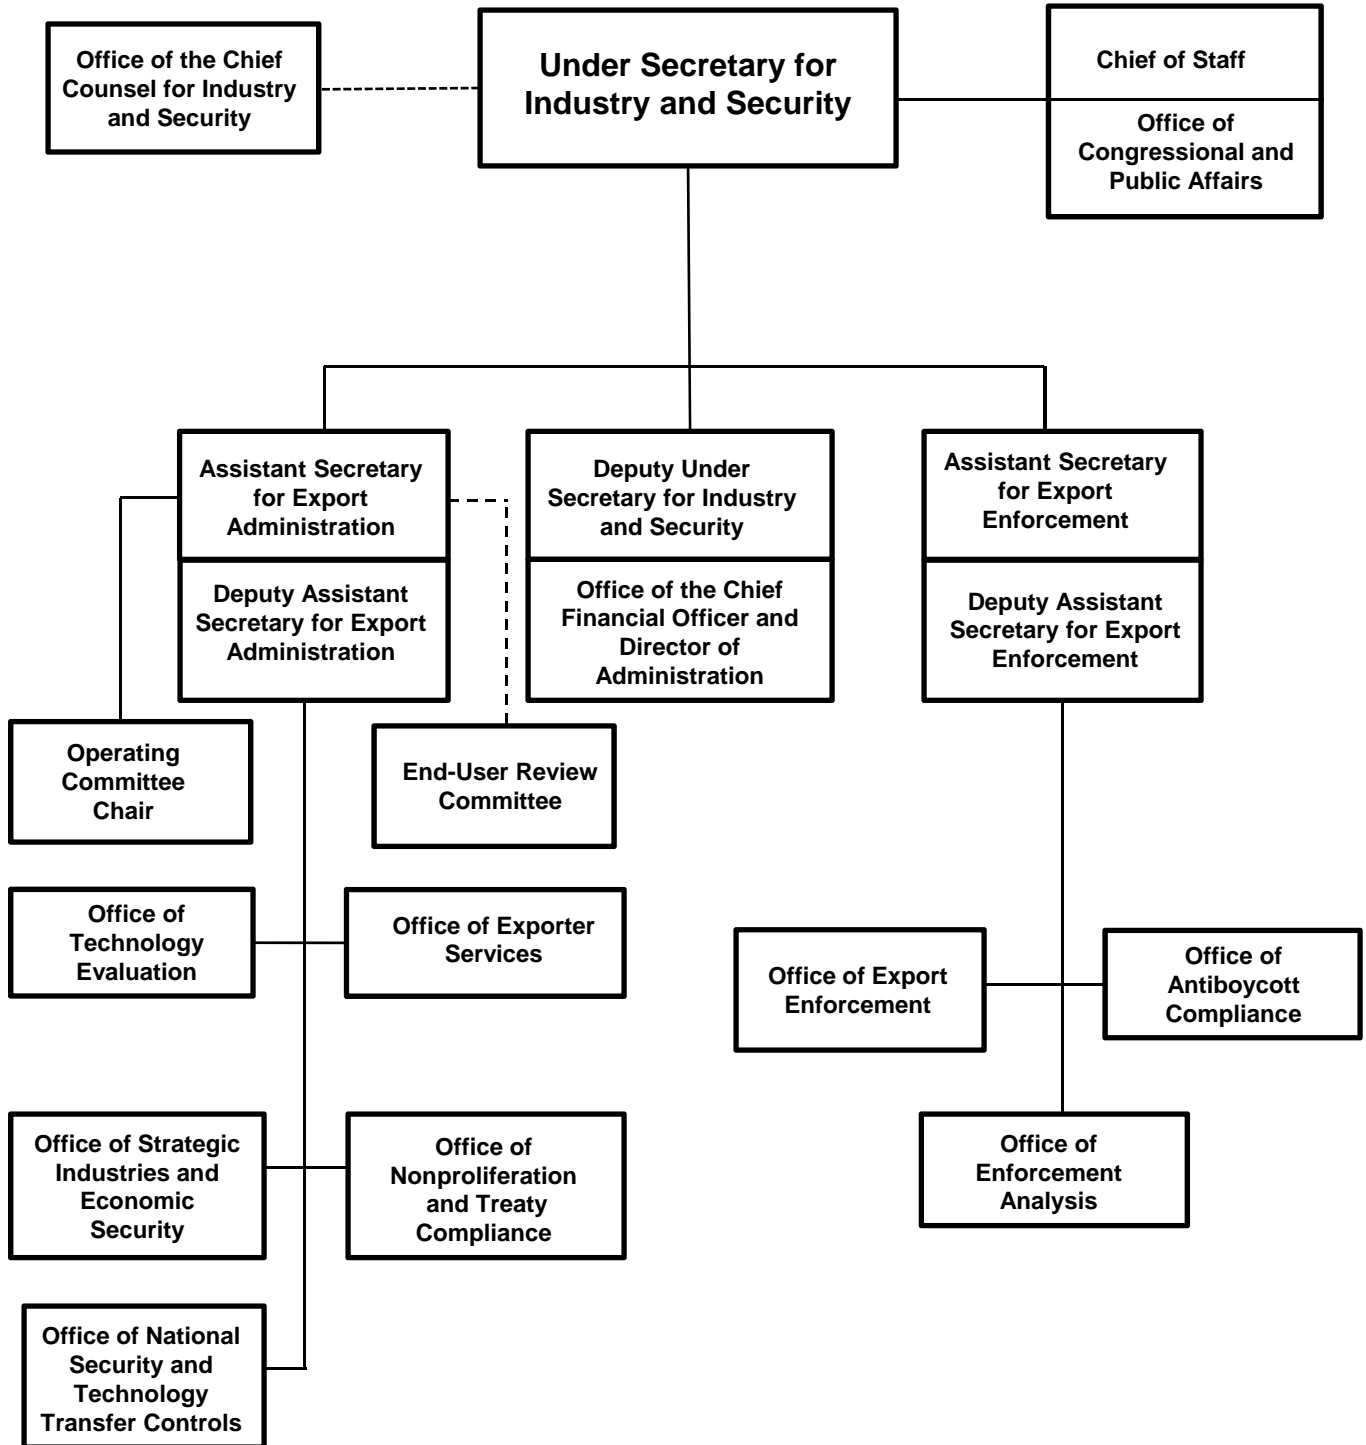 Office of the Chief
Counsel for Industry
and Security
Under Secretary for
Industry and Security
Chief of Staff
Office of
Congressional and
Public Affairs
Assistant Secretary
for Export
Administration
Deputy Assistant
Secretary for Export
Administration
Deputy Under
Secretary for Industry
and Security
Office of the Chief
Financial Officer and
Director of
Administration
Assistant Secretary
for Export
Enforcement
Deputy Assistant
Secretary for Export
Enforcement
Operating
Committee
Chair
End-User Review
Committee
Office of
Technology
Evaluation
Office of Exporter
Services
Office of Export
Enforcement
Office of
Antiboycott
Compliance
Office of Strategic
Industries and
Economic
Security
Office of
Nonproliferation
and Treaty
Compliance
Office of
Enforcement
Analysis
Office of National
Security and
Technology
Transfer Controls